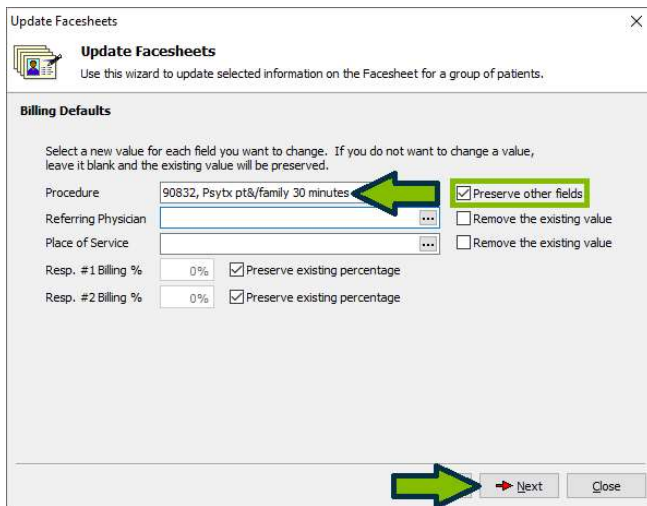 Update Facesheets
Update Facesheets
Use this wizard to update selected information on the Facesheet for a group of patients.
Billing Defaults
Select a new value for each field you want to change. If you do not want to change a value,
leave it blank and the existing value will be preserved.
Procedure 90832, Psytx pt&/family 30 minutes Preserve other fields
Referring Physician ... Remove the existing value
Place of Service ... Remove the existing value
Resp. #1 Billing % 0% Preserve existing percentage
Resp. #2 Billing % 0% Preserve existing percentage
Next Close